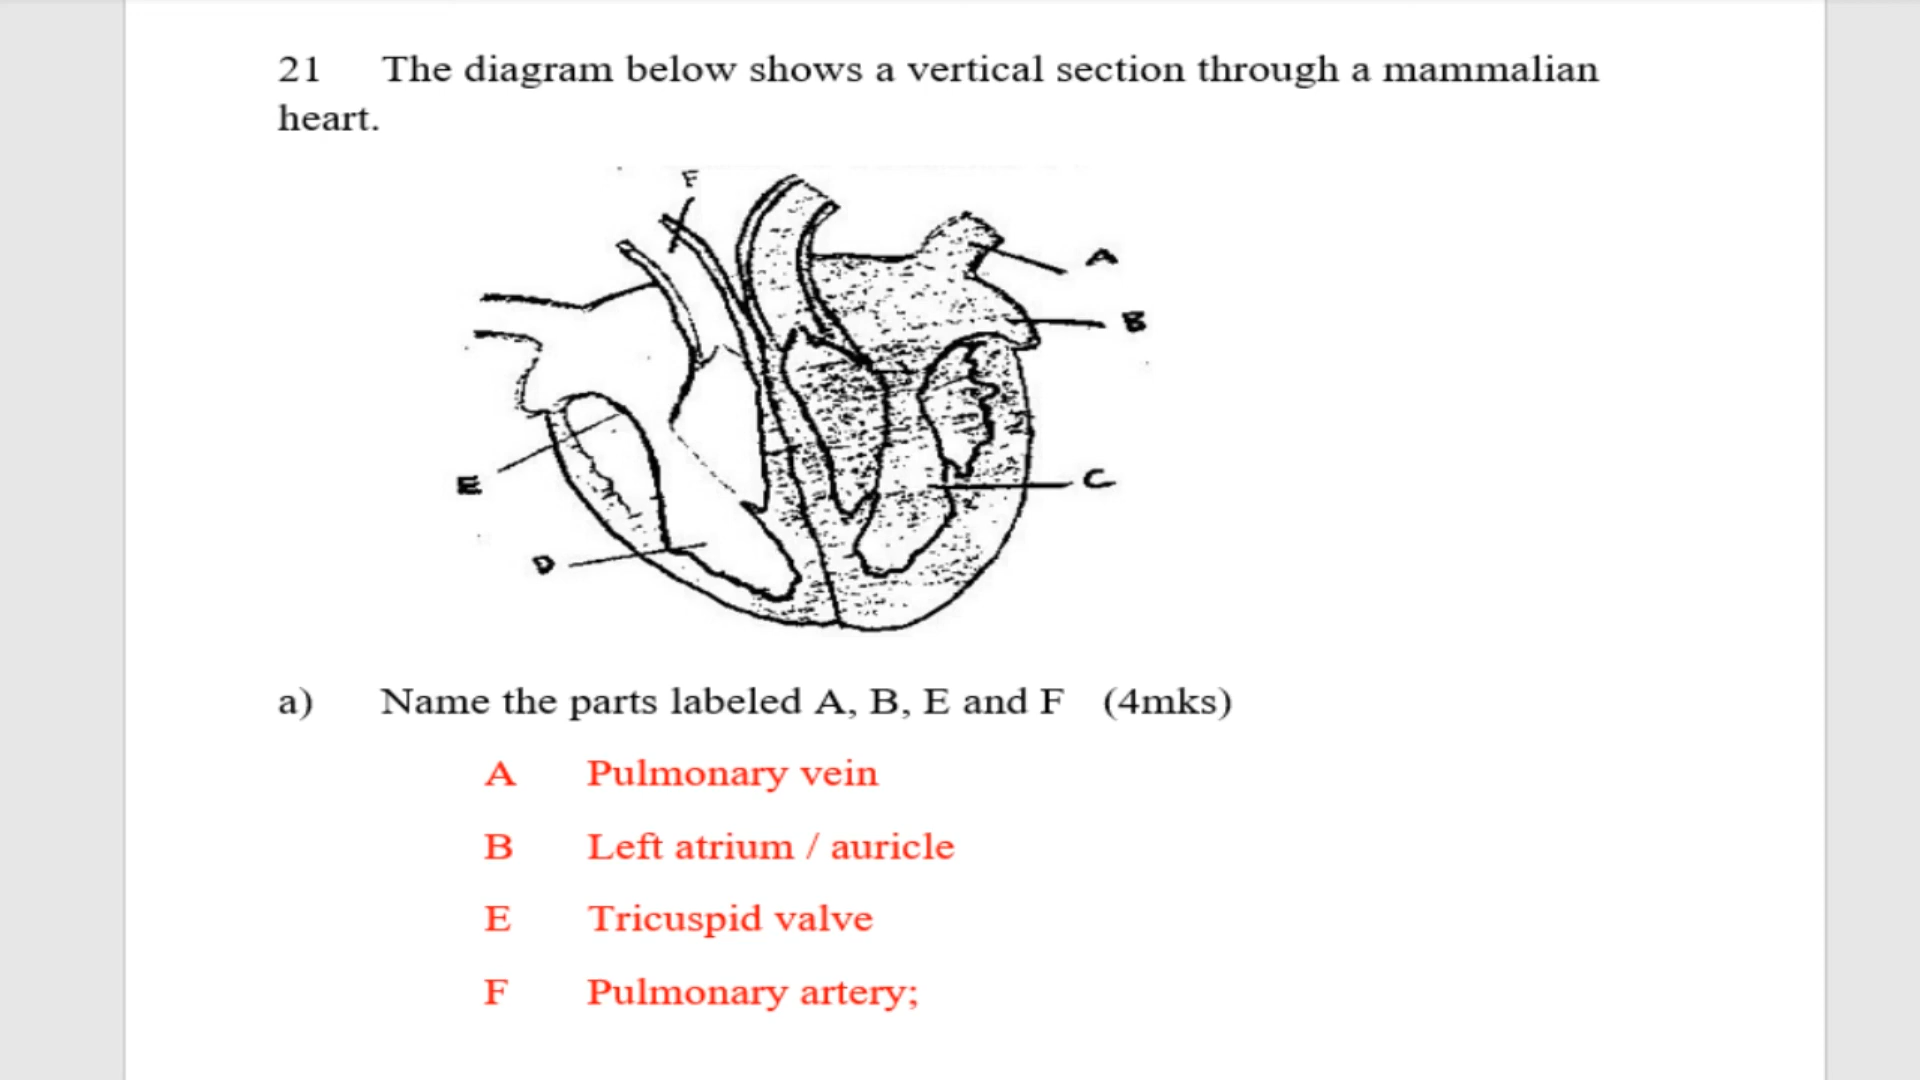 21 The diagram below shows a vertical section through a mammalian
heart.
F
A
B
C
E
D
a) Name the parts labeled A, B, E and F (4mks)
A Pulmonary vein
B Left atrium / auricle
E Tricuspid valve
F Pulmonary artery;